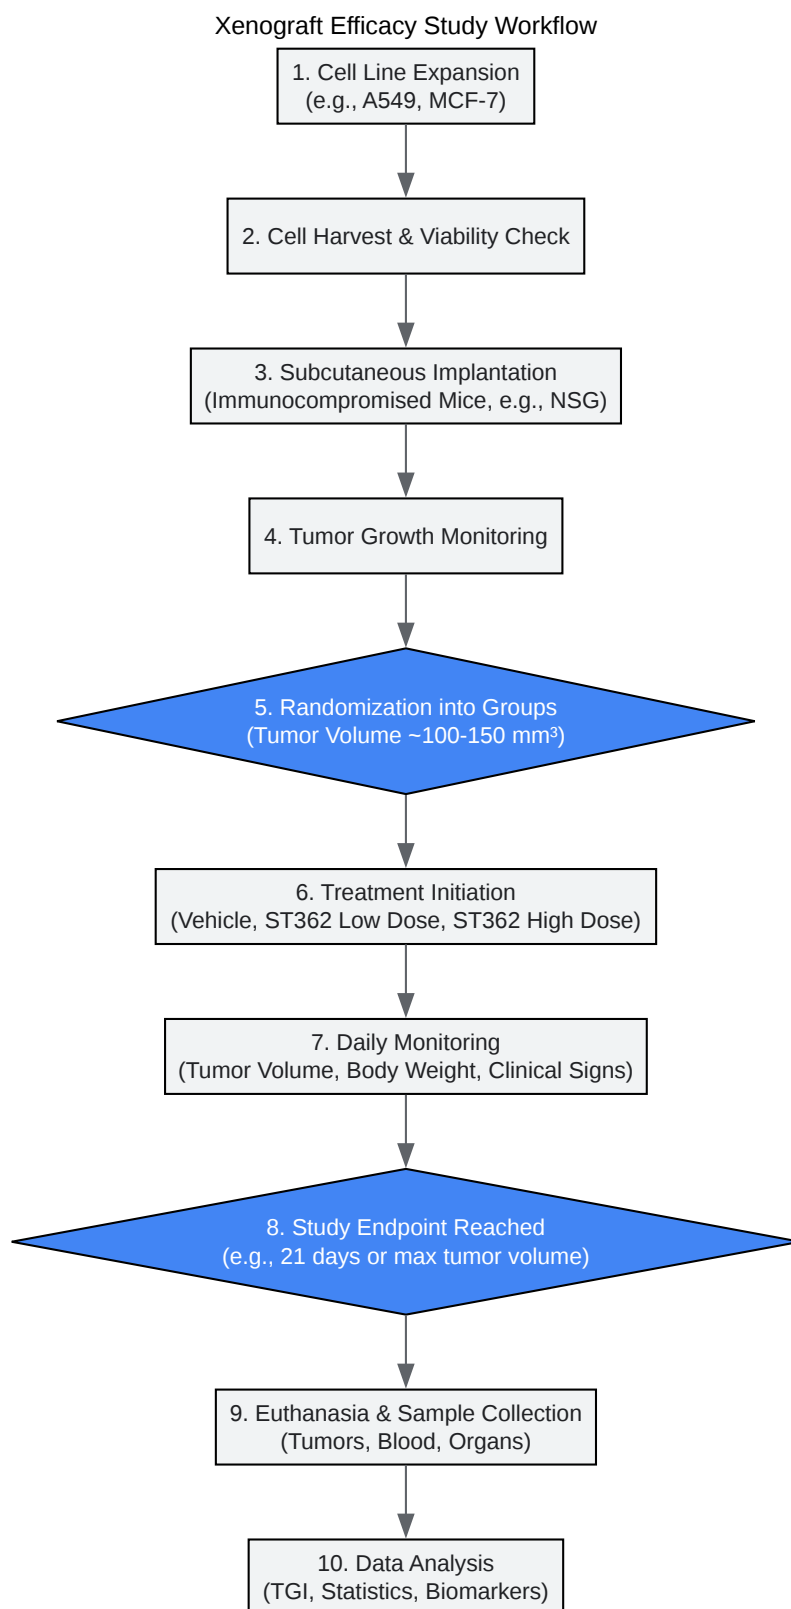 Xenograft Efficacy Study Workflow
1. Cell Line Expansion
(e.g., A549, MCF-7)
2. Cell Harvest & Viability Check
3. Subcutaneous Implantation
(Immunocompromised Mice, e.g., NSG)
4. Tumor Growth Monitoring
5. Randomization into Groups
(Tumor Volume ~100-150 mm³)
6. Treatment Initiation
(Vehicle, ST362 Low Dose, ST362 High Dose)
7. Daily Monitoring
(Tumor Volume, Body Weight, Clinical Signs)
8. Study Endpoint Reached
(e.g., 21 days or max tumor volume)
9. Euthanasia & Sample Collection
(Tumors, Blood, Organs)
10. Data Analysis
(TGI, Statistics, Biomarkers)